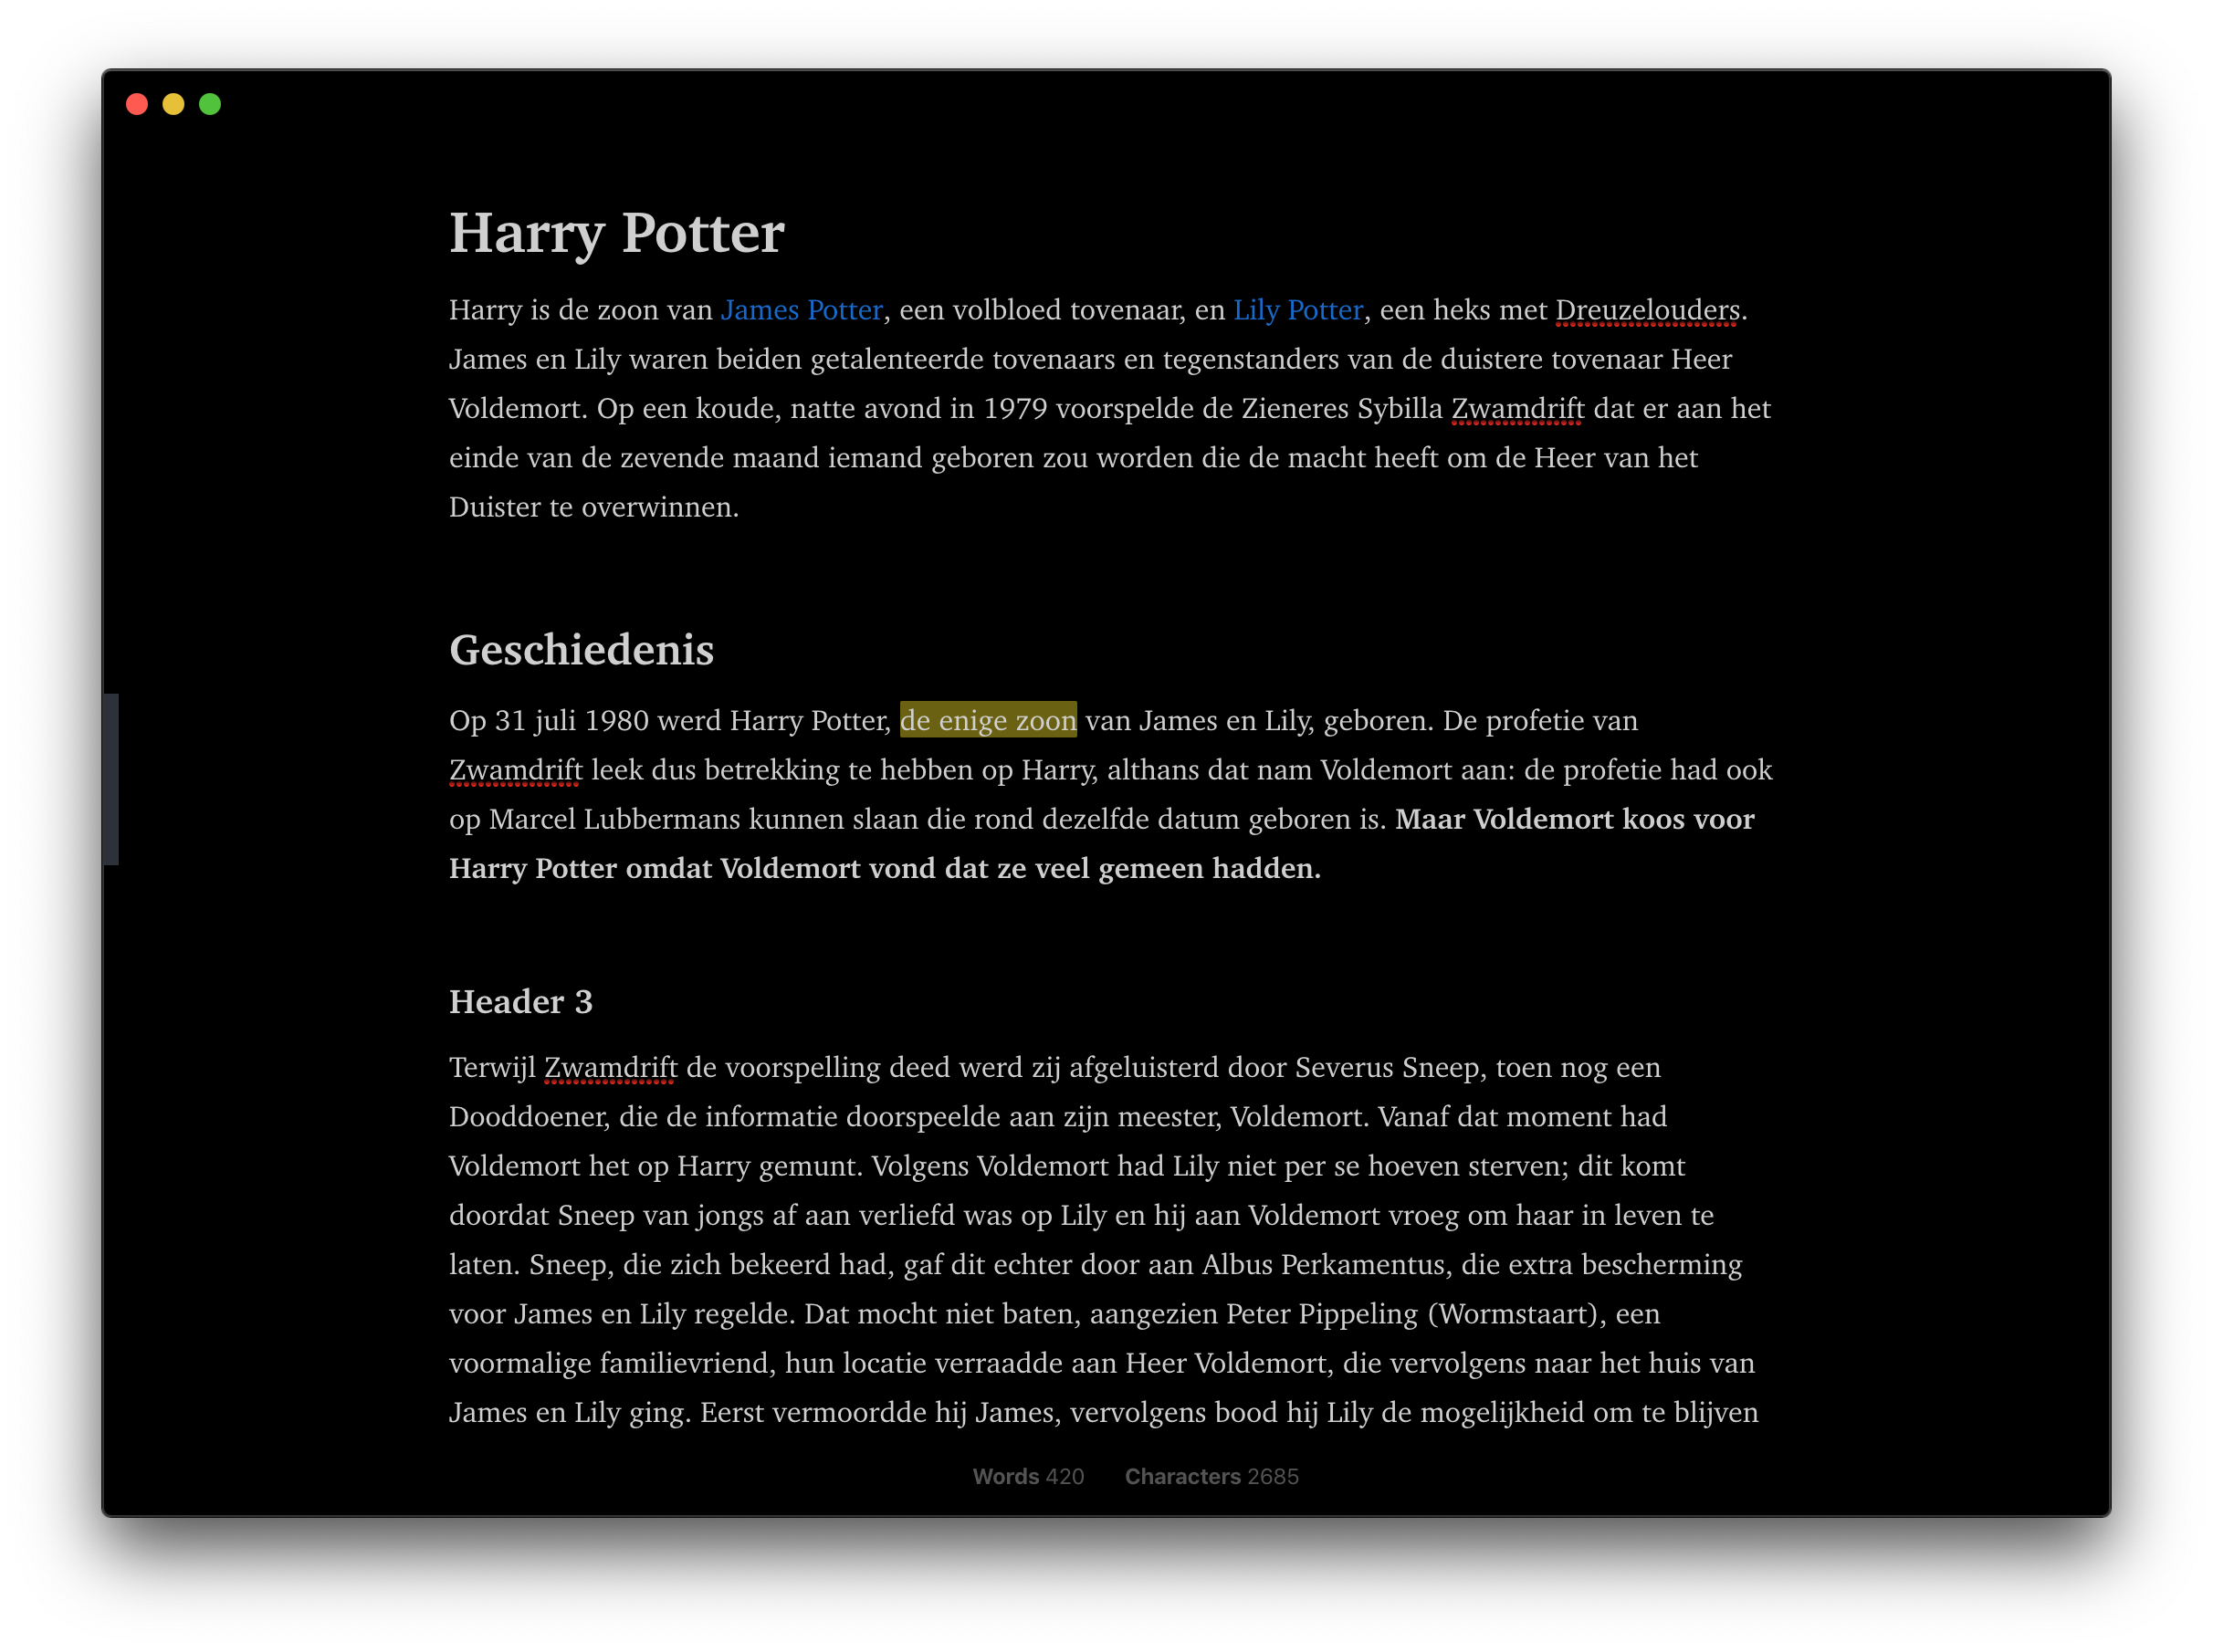 Harry Potter
Harry is de zoon van James Potter, een volbloed tovenaar, en Lily Potter, een heks met Dreuzelouders.
James en Lily waren beiden getalenteerde tovenaars en tegenstanders van de duistere tovenaar Heer
Voldemort. Op een koude, natte avond in 1979 voorspelde de Zieneres Sybilla Zwamdrift dat er aan het
einde van de zevende maand iemand geboren zou worden die de macht heeft om de Heer van het
Duister te overwinnen.
Geschiedenis
Op 31 juli 1980 werd Harry Potter, de enige zoon van James en Lily, geboren. De profetie van
Zwamdrift leek dus betrekking te hebben op Harry, althans dat nam Voldemort aan: de profetie had ook
op Marcel Lubbermans kunnen slaan die rond dezelfde datum geboren is. Maar Voldemort koos voor
Harry Potter omdat Voldemort vond dat ze veel gemeen hadden.
Header 3
Terwijl Zwamdrift de voorspelling deed werd zij afgeluisterd door Severus Sneep, toen nog een
Dooddoener, die de informatie doorspeelde aan zijn meester, Voldemort. Vanaf dat moment had
Voldemort het op Harry gemunt. Volgens Voldemort had Lily niet per se hoeven sterven; dit komt
doordat Sneep van jongs af aan verliefd was op Lily en hij aan Voldemort vroeg om haar in leven te
laten. Sneep, die zich bekeerd had, gaf dit echter door aan Albus Perkamentus, die extra bescherming
voor James en Lily regelde. Dat mocht niet baten, aangezien Peter Pippeling (Wormstaart), een
voormalige familievriend, hun locatie verraadde aan Heer Voldemort, die vervolgens naar het huis van
James en Lily ging. Eerst vermoordde hij James, vervolgens bood hij Lily de mogelijkheid om te blijven
Words 420 Characters 2685